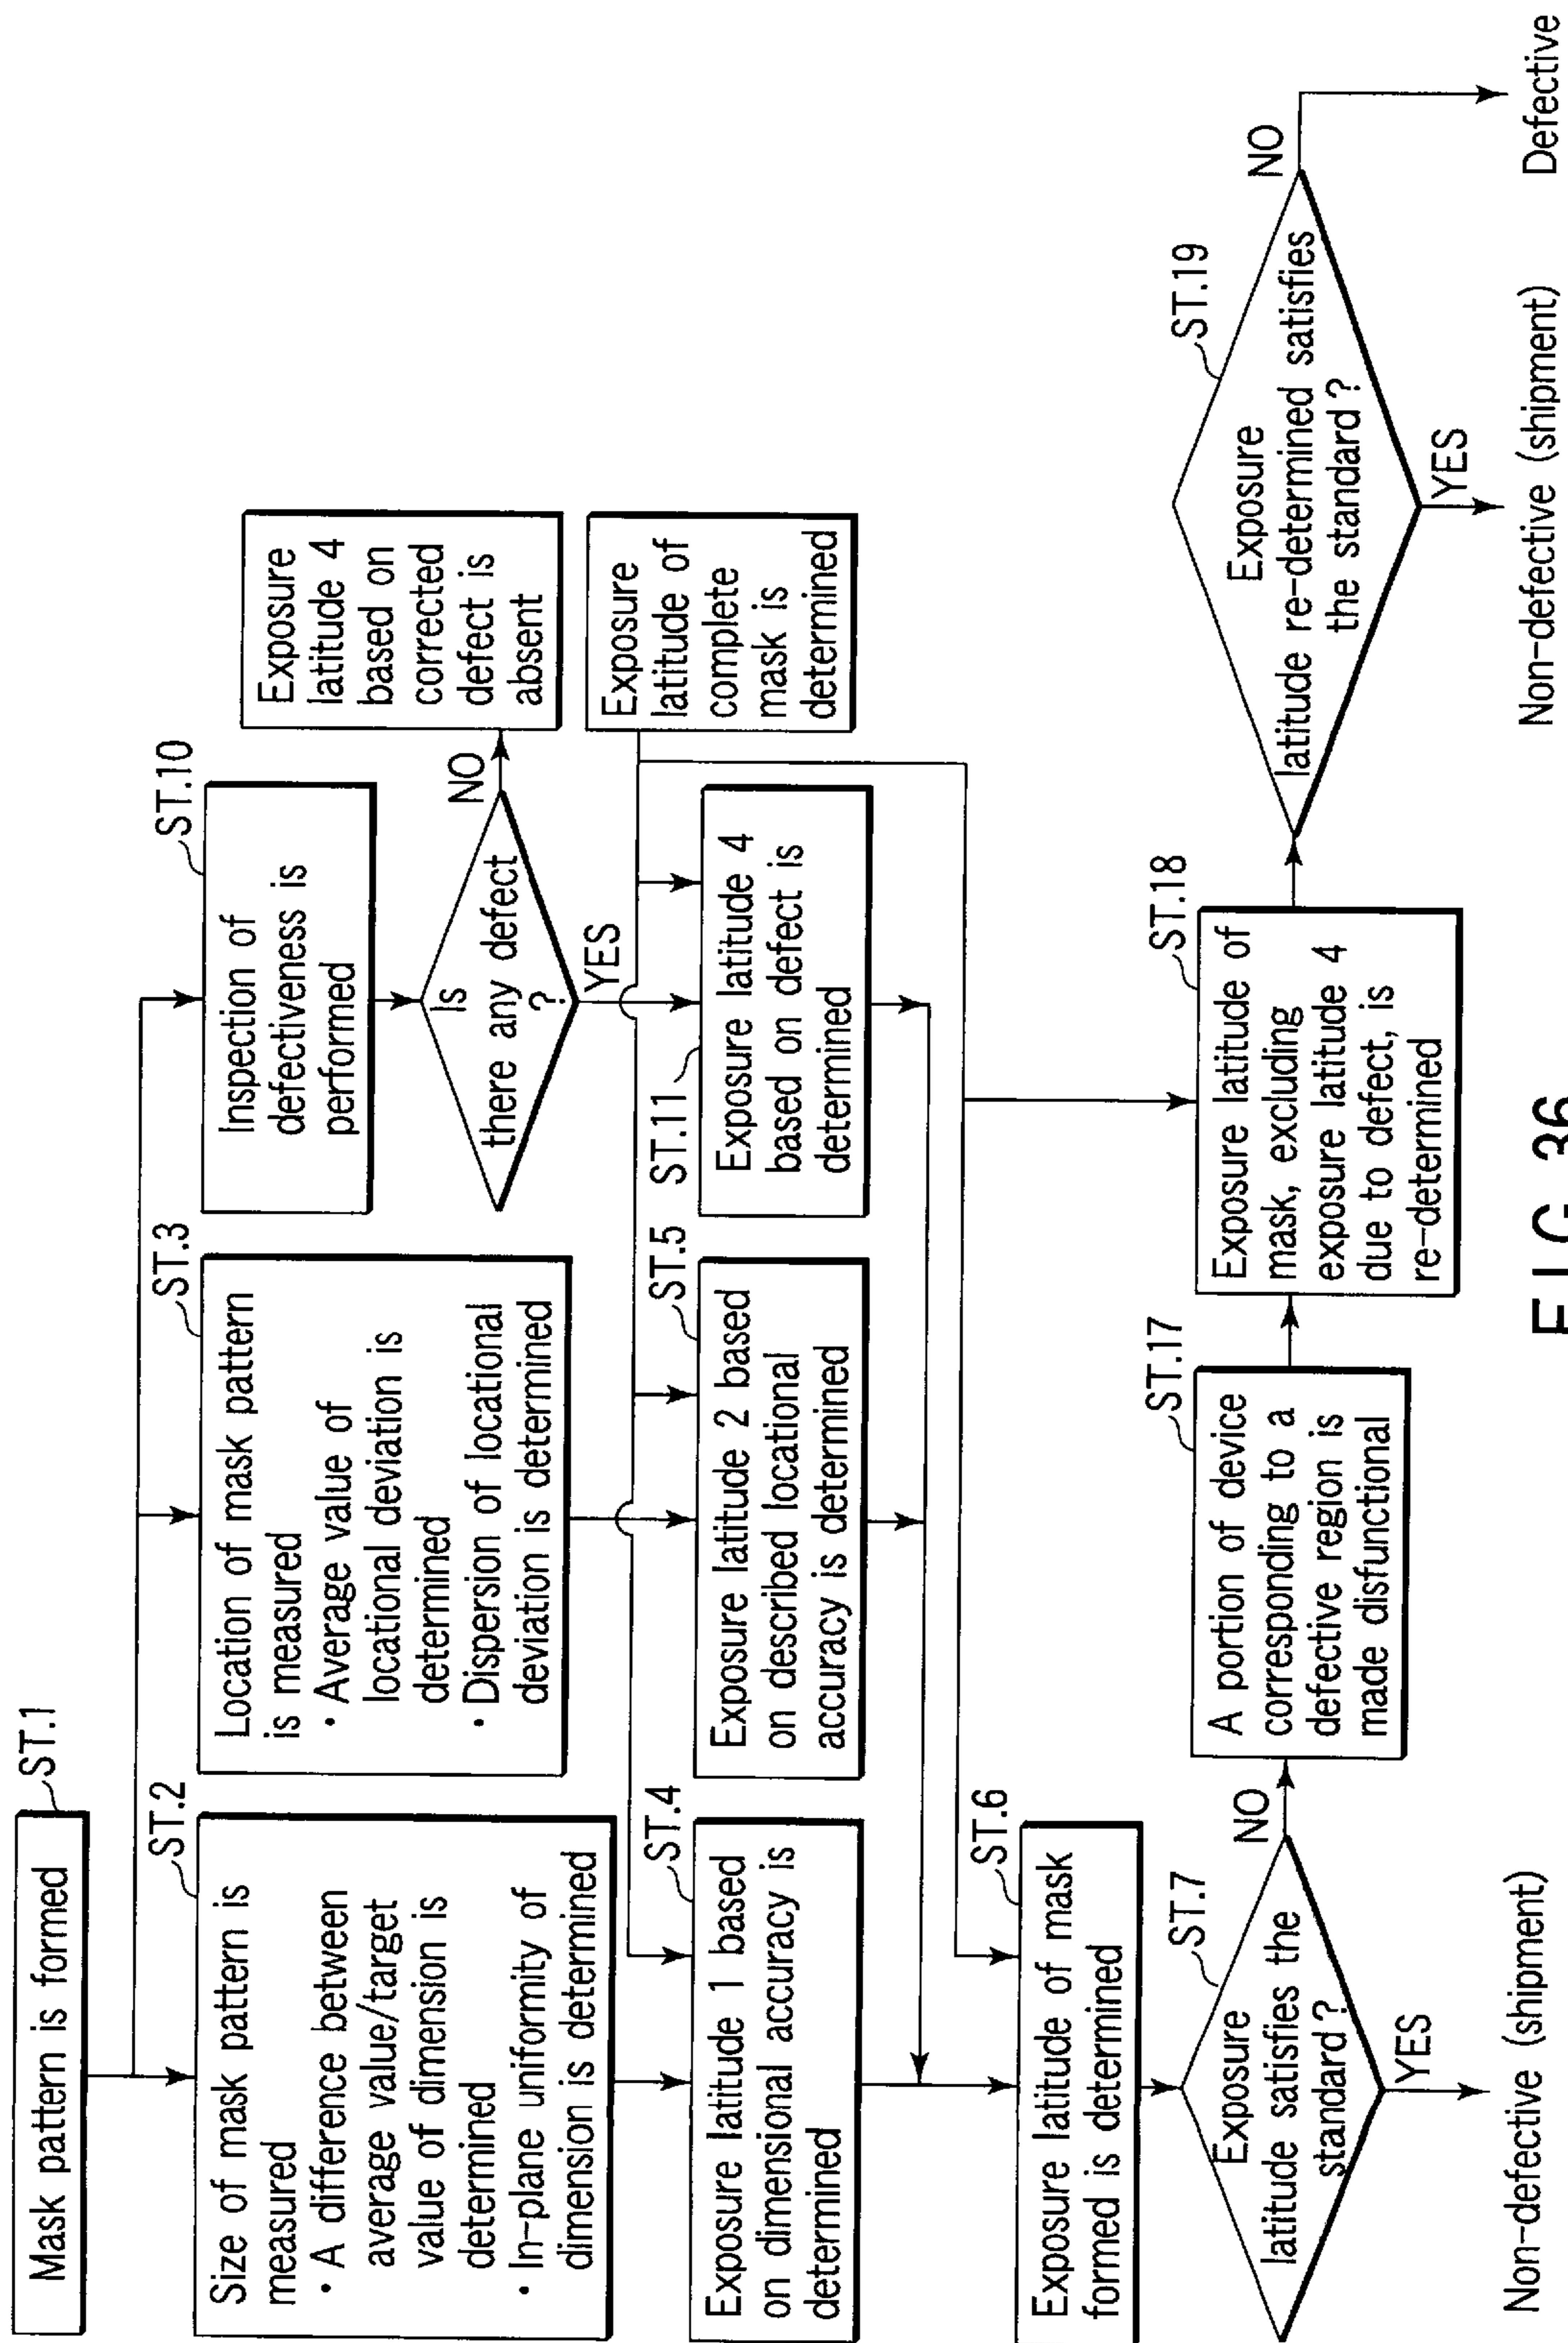 Mask pattern is formed
ST.1
Size of mask pattern is
measured
· A difference between
average value/target
value of dimension is
determined
· In-plane uniformity of
dimension is determined
ST.2
Location of mask pattern
is measured
· Average value of
locational deviation is
determined
· Dispersion of locational
deviation is determined
ST.3
Inspection of
defectiveness is
performed
ST.10
Is
there any defect
?
NO
YES
Exposure
latitude 4
based on
corrected
defect is
absent
Exposure
latitude of
complete
mask is
determined
Exposure latitude 1 based
on dimensional accuracy is
determined
ST.4
Exposure latitude 2 based
on described locational
accuracy is determined
ST.5
Exposure latitude 4
based on defect is
determined
ST.11
Exposure latitude of mask
formed is determined
ST.6
Exposure
latitude satisfies the
standard?
ST.7
NO
YES
Non-defective (shipment)
A portion of device
corresponding to a
defective region is
made disfunctional
ST.17
Exposure latitude of
mask, excluding
exposure latitude 4
due to defect, is
re-determined
ST.18
Exposure
latitude re-determined satisfies
the standard?
ST.19
NO
YES
Non-defective (shipment)
Defective
FIG. 36